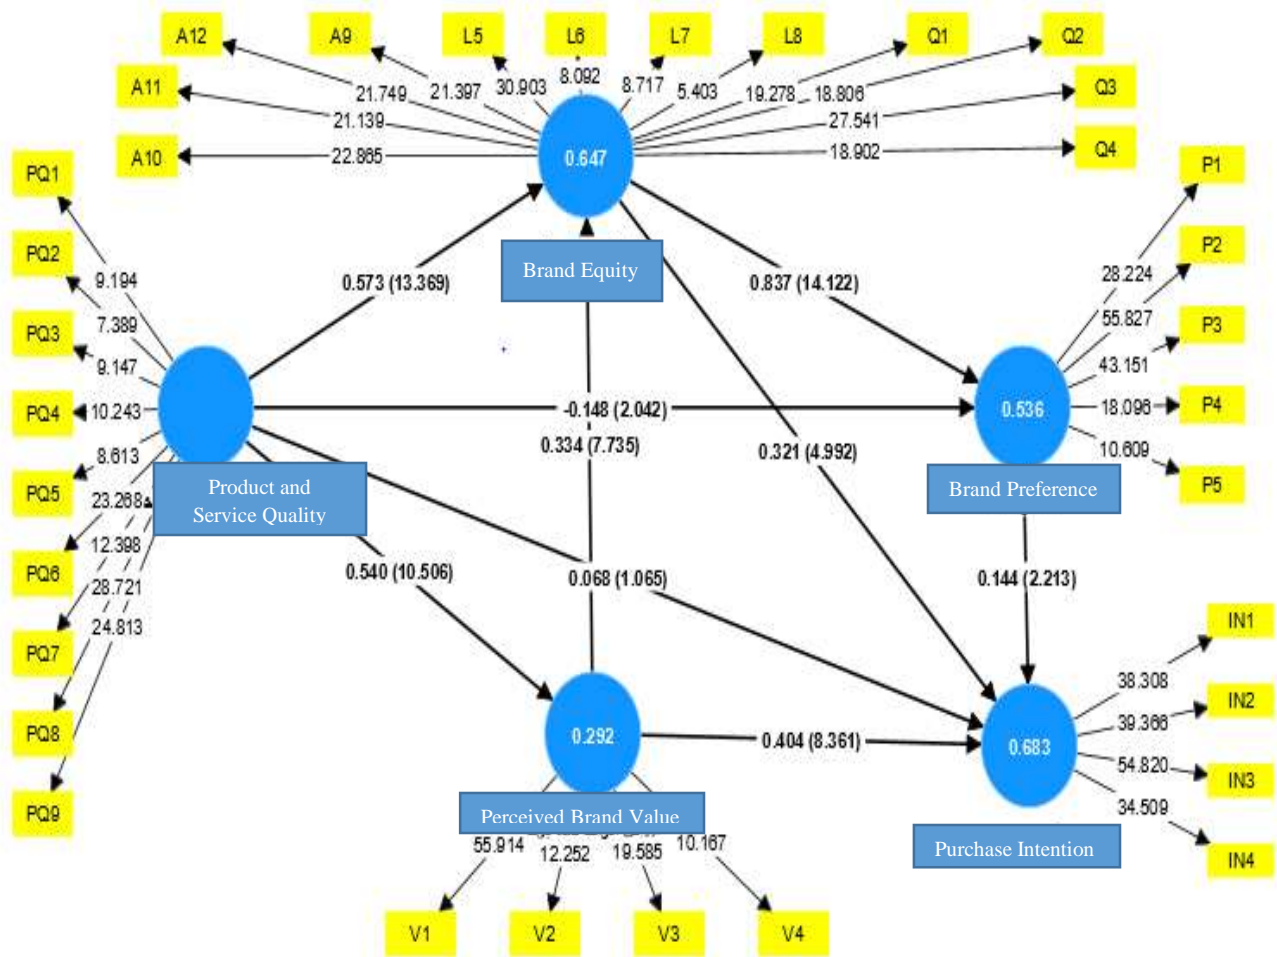 A12
A9
L5
L6
L7
L8
Q1
Q2
A11
Q3
A10
Q4
21.749
21.397
30.903
8.092
8.717
5.403
19.278
18.806
21.139
27.541
22.865
18.902
0.647
PQ1
PQ2
PQ3
PQ4
PQ5
PQ6
PQ7
PQ8
PQ9
9.194
7.389
9.147
10.243
8.613
23.268
12.398
28.721
24.813
Product and
Service Quality
Brand Equity
0.573 (13.369)
0.837 (14.122)
-0.148 (2.042)
0.334 (7.735)
0.321 (4.992)
0.540 (10.506)
0.068 (1.065)
0.144 (2.213)
0.404 (8.361)
0.536
Brand Preference
P1
P2
P3
P4
P5
28.224
55.827
43.151
18.096
10.609
0.292
Perceived Brand Value
55.914
12.252
19.585
10.167
V1
V2
V3
V4
0.683
Purchase Intention
38.308
39.366
54.820
34.509
IN1
IN2
IN3
IN4